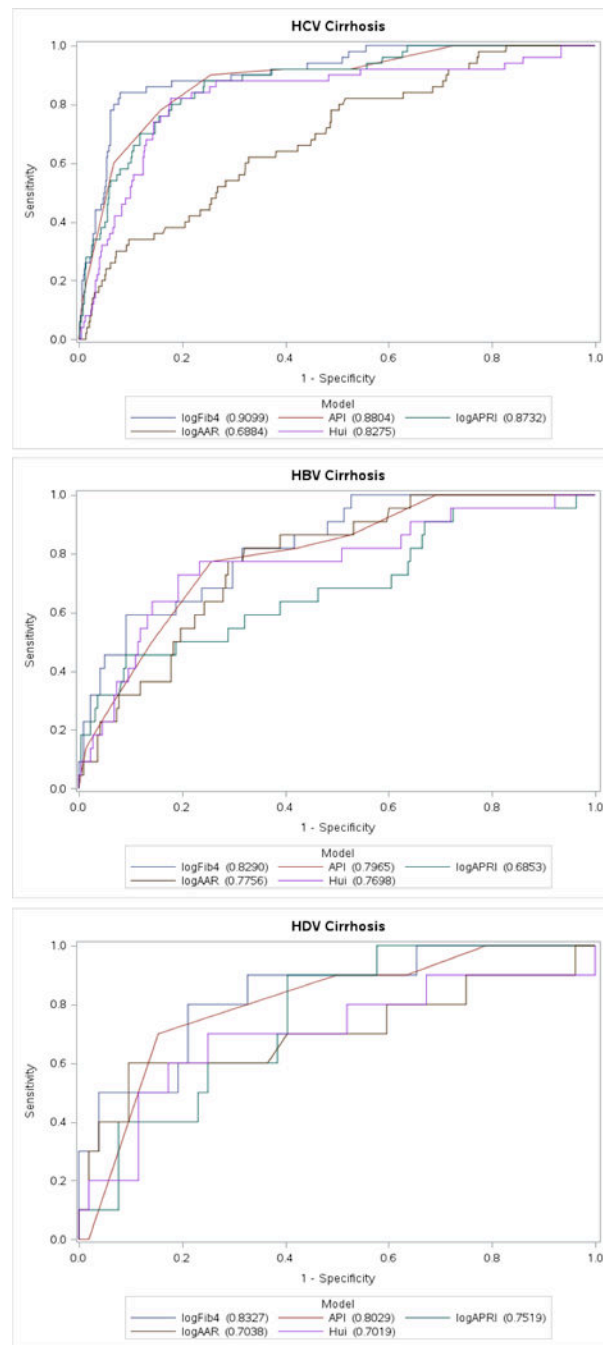 HCV Cirrhosis
1.0
0.8
0.6
0.4
0.2
0.0
Sensitivity
0.0 0.2 0.4 0.6 0.8 1.0
1 - Specificity
Model
logFib4 (0.9099) API (0.8804) logAPRI (0.8732)
logAAR (0.6884) Hui (0.8275)
HBV Cirrhosis
1.0
0.8
0.6
0.4
0.2
0.0
Sensitivity
0.0 0.2 0.4 0.6 0.8 1.0
1 - Specificity
Model
logFib4 (0.8290) API (0.7965) logAPRI (0.6853)
logAAR (0.7756) Hui (0.7698)
HDV Cirrhosis
1.0
0.8
0.6
0.4
0.2
0.0
Sensitivity
0.0 0.2 0.4 0.6 0.8 1.0
1 - Specificity
Model
logFib4 (0.8327) API (0.8029) logAPRI (0.7519)
logAAR (0.7038) Hui (0.7019)